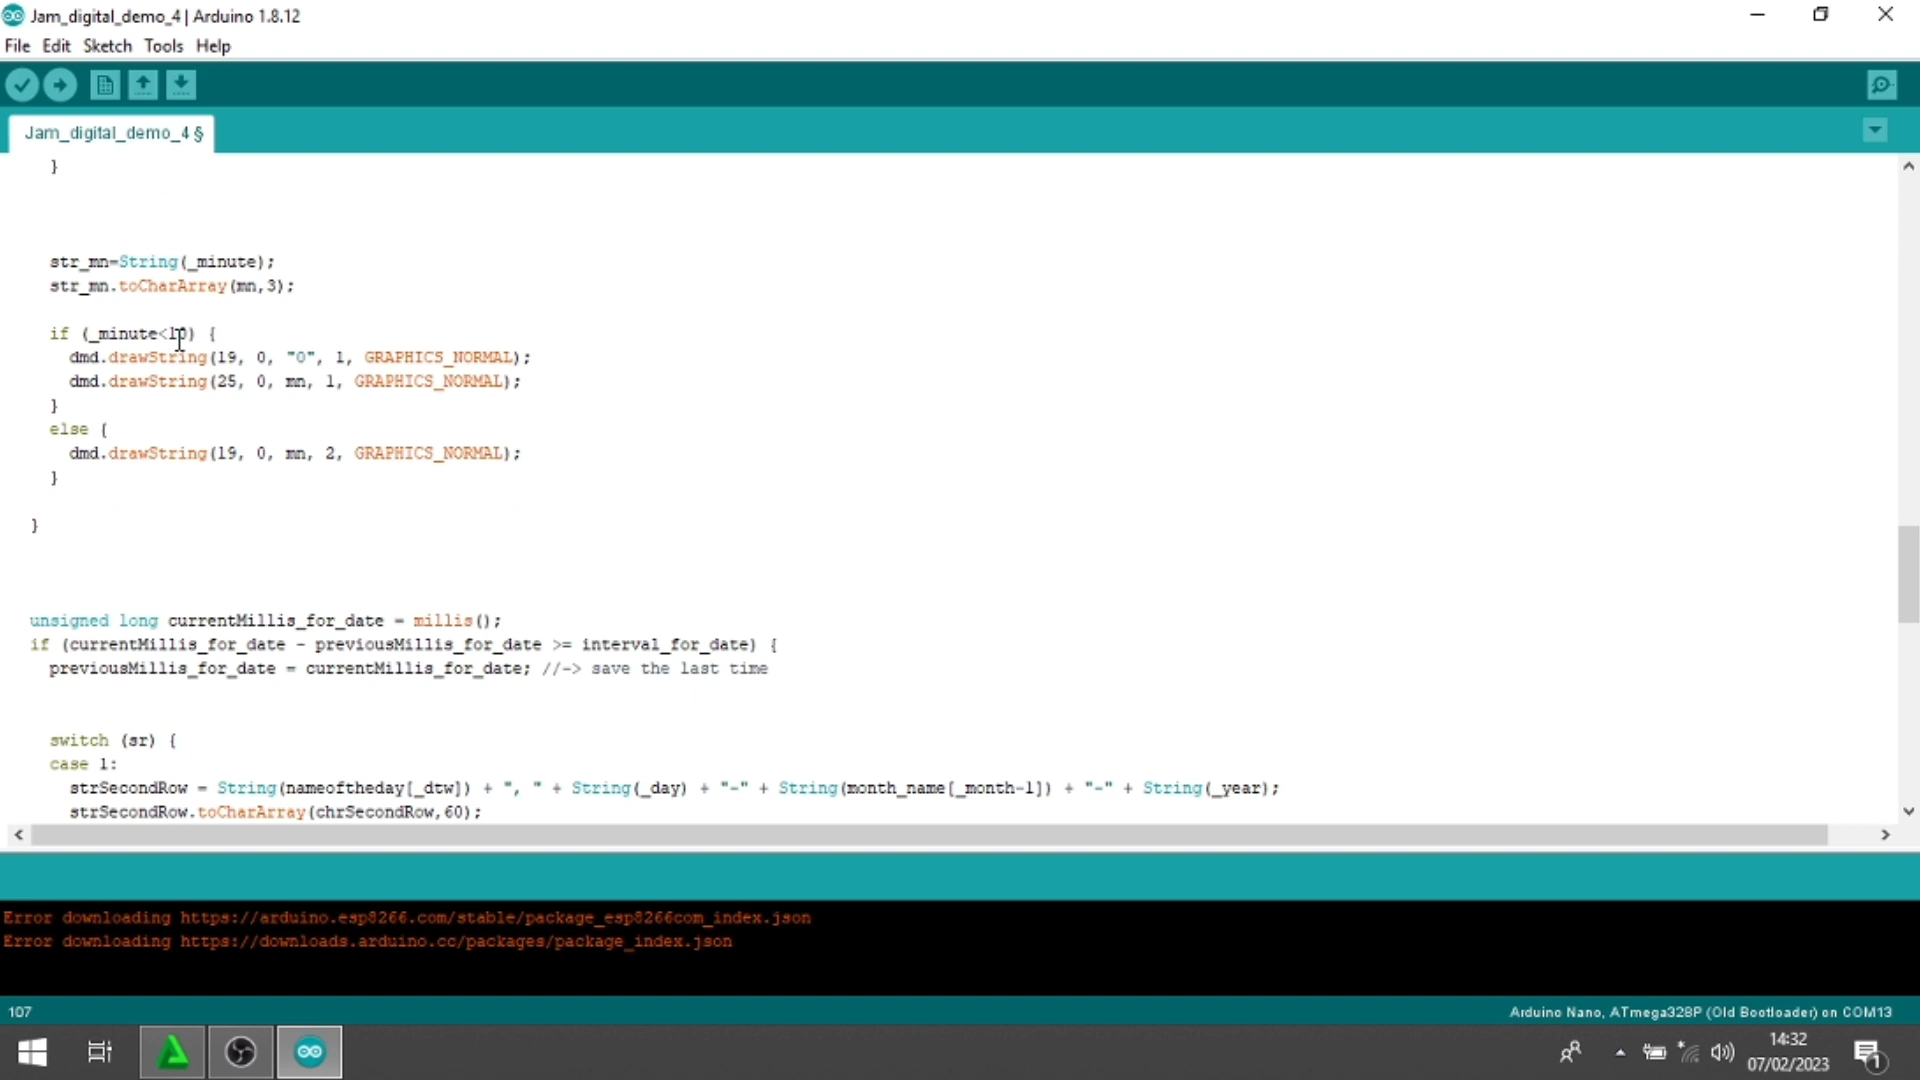 Jam_digital_demo_4 | Arduino 1.8.12
File Edit Sketch Tools Help
Jam_digital_demo_4 §
}
str_mn=String(_minute);
str_mn.toCharArray(mn,3);
if (_minute<10) {
dmd.drawString(19, 0, "0", 1, GRAPHICS_NORMAL);
dmd.drawString(25, 0, mn, 1, GRAPHICS_NORMAL);
}
else {
dmd.drawString(19, 0, mn, 2, GRAPHICS_NORMAL);
}
}
unsigned long currentMillis_for_date = millis();
if (currentMillis_for_date - previousMillis_for_date >= interval_for_date) {
previousMillis_for_date = currentMillis_for_date; //-> save the last time
switch (sr) {
case 1:
strSecondRow = String(nameoftheday[_dtw]) + ", " + String(_day) + "-" + String(month_name[_month-1]) + "-" + String(_year);
strSecondRow.toCharArray(chrSecondRow,60);
Error downloading https://arduino.esp8266.com/stable/package_esp8266com_index.json
Error downloading https://downloads.arduino.cc/packages/package_index.json
107
Arduino Nano, ATmega328P (Old Bootloader) on COM13
14:32
07/02/2023
1